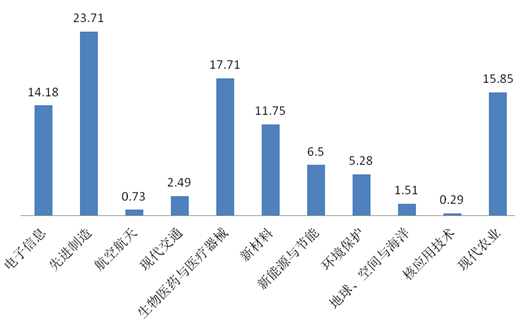 14.18
23.71
0.73
2.49
17.71
11.75
6.5
5.28
1.51
0.29
15.85
电子信息
先进制造
航空航天
现代交通
生物医药与医疗器械
新材料
新能源与节能
环境保护
地球、空间与海洋
核应用技术
现代农业